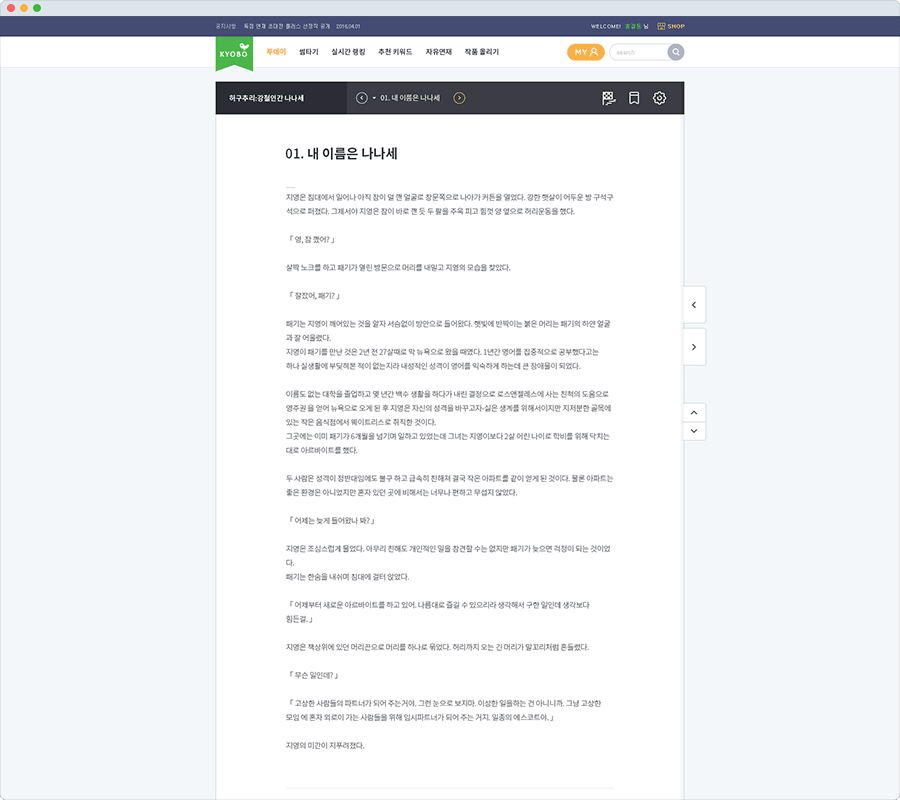 공지사항 독점 연재 초대전 플러스 선정작 공개 2016.04.01
WELCOME! 홍길동 님 SHOP
KYOBO 투데이 썸타기 실시간 랭킹 추천 키워드 자유연재 작품 올리기 MY search
허구추리:강철인간 나나세 01. 내 이름은 나나세
01. 내 이름은 나나세
지영은 침대에서 일어나 아직 잠이 덜 깬 얼굴로 창문쪽으로 나아가 커튼을 열었다. 강한 햇살이 어두운 방 구석구
석으로 퍼졌다. 그제서야 지영은 잠이 바로 깬 듯 두 팔을 주욱 피고 힘껏 양 옆으로 허리운동을 했다.
「 영, 잠 깼어? 」
살짝 노크를 하고 패기가 열린 방문으로 머리를 내밀고 지영의 모습을 찾았다.
「 잘잤어, 패기? 」
패기는 지영이 깨어있는 것을 알자 서슴없이 방안으로 들어왔다. 햇빛에 반짝이는 붉은 머리는 패기의 하얀 얼굴
과 잘 어울렸다.
지영이 패기를 만난 것은 2년 전 27살때로 막 뉴욕으로 왔을 때였다. 1년간 영어를 집중적으로 공부했다고는
하나 실생활에 부딪혀본 적이 없는지라 내성적인 성격이 영어를 익숙하게 하는데 큰 장애물이 되었다.
이름도 없는 대학을 졸업하고 몇 년간 백수 생활을 하다가 내린 결정으로 로스앤젤레스에 사는 친척의 도움으로
영주권을 얻어 뉴욕으로 오게 된 후 지영은 자신의 성격을 바꾸고자-실은 생계를 위해서이지만 지저분한 골목에
있는 작은 음식점에서 웨이트리스로 취직한 것이다.
그곳에는 이미 패기가 6개월을 넘기며 일하고 있었는데 그녀는 지영이보다 2살 어린 나이로 학비를 위해 닥치는
대로 아르바이트를 했다.
두 사람은 성격이 정반대임에도 불구 하고 급속히 친해져 결국 작은 아파트를 같이 얻게 된 것이다. 물론 아파트는
좋은 환경은 아니었지만 혼자 있던 곳에 비해서는 너무나 편하고 무섭지 않았다.
「 어제는 늦게 들어왔나 봐? 」
지영은 조심스럽게 물었다. 아무리 친해도 개인적인 일을 참견할 수는 없지만 패기가 늦으면 걱정이 되는 것이었
다.
패기는 한숨을 내쉬며 침대에 걸터 앉았다.
「 어제부터 새로운 아르바이트를 하고 있어. 나름대로 즐길 수 있으리라 생각해서 구한 일인데 생각보다
힘든걸. 」
지영은 책상위에 있던 머리끈으로 머리를 하나로 묶었다. 허리까지 오는 긴 머리가 말꼬리처럼 흔들렸다.
「 무슨 일인데? 」
「 고상한 사람들의 파트너가 되어 주는거야. 그런 눈으로 보지마. 이상한 일을하는 건 아니니까. 그냥 고상한
모임 에 혼자 외로이 가는 사람들을 위해 임시파트너가 되어 주는 거지. 일종의 에스코트야. 」
지영의 미간이 지푸려졌다.